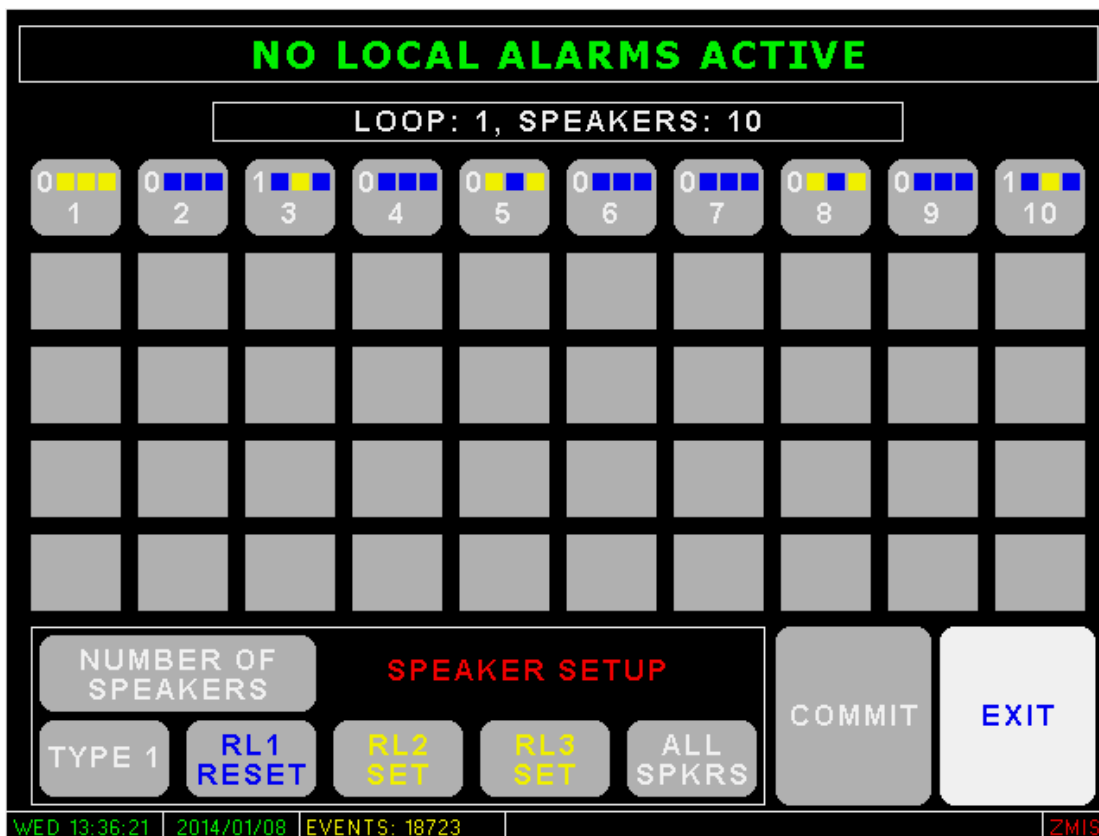 NO LOCAL ALARMS ACTIVE
LOOP: 1, SPEAKERS: 10
0 0 1 0 0 0 0 0 0 1
1 2 3 4 5 6 7 8 9 10
NUMBER OF
SPEAKERS
SPEAKER SETUP
TYPE 1
RL1
RESET
RL2
SET
RL3
SET
ALL
SPKRS
COMMIT
EXIT
WED 13:36:21 2014/01/08 EVENTS: 18723 ZMIS